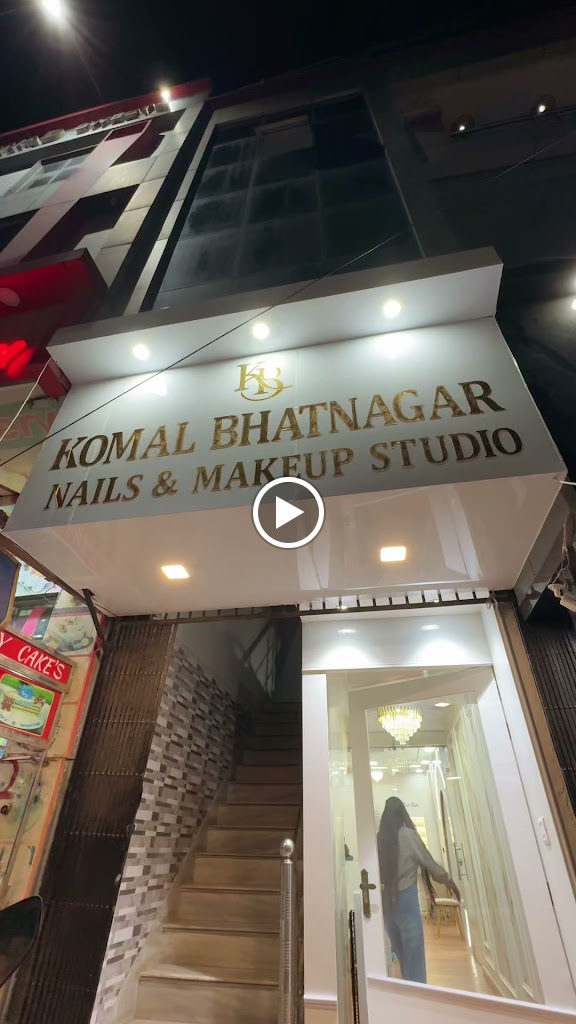 KB
KOMAL BHATNAGAR
NAILS & MAKEUP STUDIO
Y CAKE'S